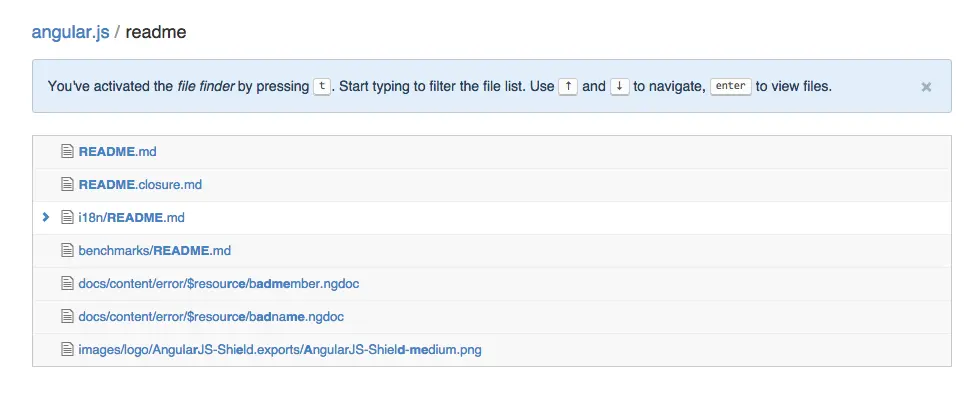 angular.js / readme
You've activated the file finder by pressing t. Start typing to filter the file list. Use ↑ and ↓ to navigate, enter to view files. ×
README.md
README.closure.md
i18n/README.md
benchmarks/README.md
docs/content/error/$resource/badmember.ngdoc
docs/content/error/$resource/badname.ngdoc
images/logo/AngularJS-Shield.exports/AngularJS-Shield-medium.png